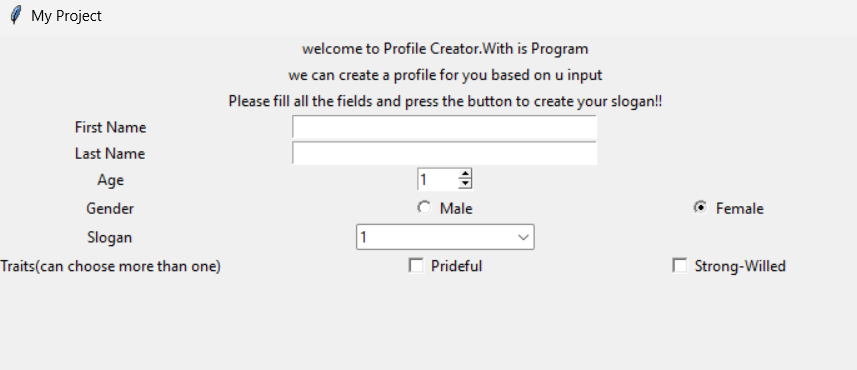 My Project
welcome to Profile Creator.With is Program
we can create a profile for you based on u input
Please fill all the fields and press the button to create your slogan!!
First Name
Last Name
Age 1
Gender Male Female
Slogan 1
Traits(can choose more than one) Prideful Strong-Willed